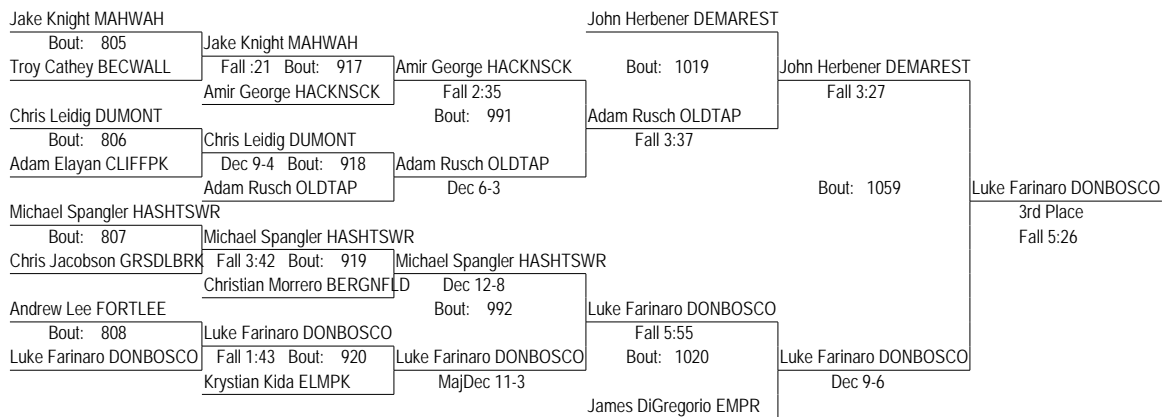 Jake Knight MAHWAH
John Herbener DEMAREST
Bout: 805
Jake Knight MAHWAH
Troy Cathey BECWALL
Fall :21 Bout: 917
Amir George HACKNSCK
Bout: 1019
John Herbener DEMAREST
Amir George HACKNSCK
Fall 2:35
Fall 3:27
Chris Leidig DUMONT
Bout: 991
Adam Rusch OLDTAP
Bout: 806
Chris Leidig DUMONT
Fall 3:37
Adam Elayan CLIFFPK
Dec 9-4 Bout: 918
Adam Rusch OLDTAP
Adam Rusch OLDTAP
Dec 6-3
Bout: 1059
Luke Farinaro DONBOSCO
Michael Spangler HASHTSWR
3rd Place
Bout: 807
Michael Spangler HASHTSWR
Fall 5:26
Chris Jacobson GRSDLBRK
Fall 3:42 Bout: 919
Michael Spangler HASHTSWR
Christian Morrero BERGNFLD
Dec 12-8
Andrew Lee FORTLEE
Bout: 992
Luke Farinaro DONBOSCO
Bout: 808
Luke Farinaro DONBOSCO
Fall 5:55
Luke Farinaro DONBOSCO
Fall 1:43 Bout: 920
Luke Farinaro DONBOSCO
Bout: 1020
Luke Farinaro DONBOSCO
Krystian Kida ELMPK
MajDec 11-3
Dec 9-6
James DiGregorio EMPR